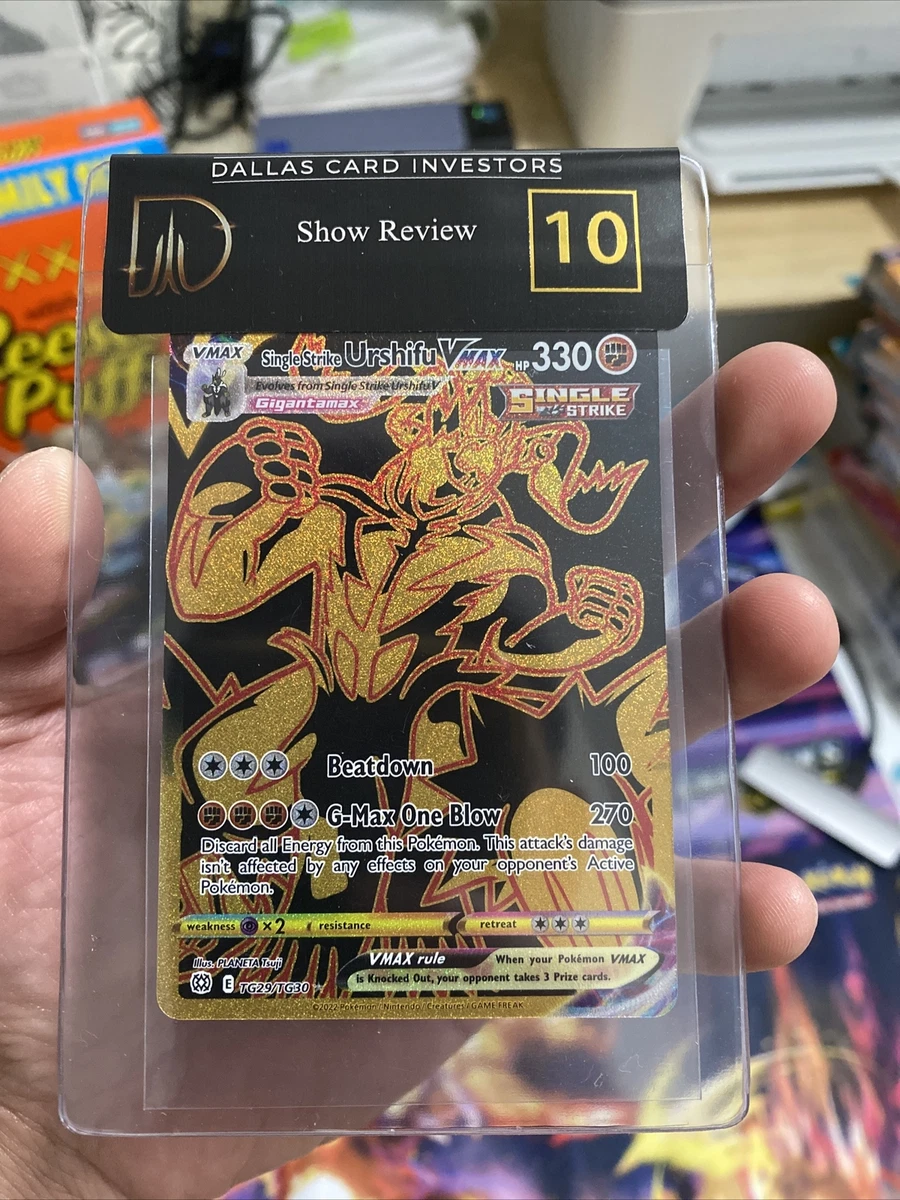 DALLAS CARD INVESTORS
Show Review
10
VMAX
Single Strike Urshifu VMAX HP 330
Evolves from Single Strike Urshifu V
Gigantamax
SINGLE
STRIKE
Beatdown 100
G-Max One Blow 270
Discard all Energy from this Pokémon. This attack's damage
isn't affected by any effects on your opponent's Active
Pokémon.
weakness ×2 resistance retreat
Illus. PLANETA Tsuji
VMAX rule When your Pokémon VMAX
is Knocked Out, your opponent takes 3 Prize cards.
E TG29/TG30
©2022 Pokémon / Nintendo / Creatures / GAME FREAK